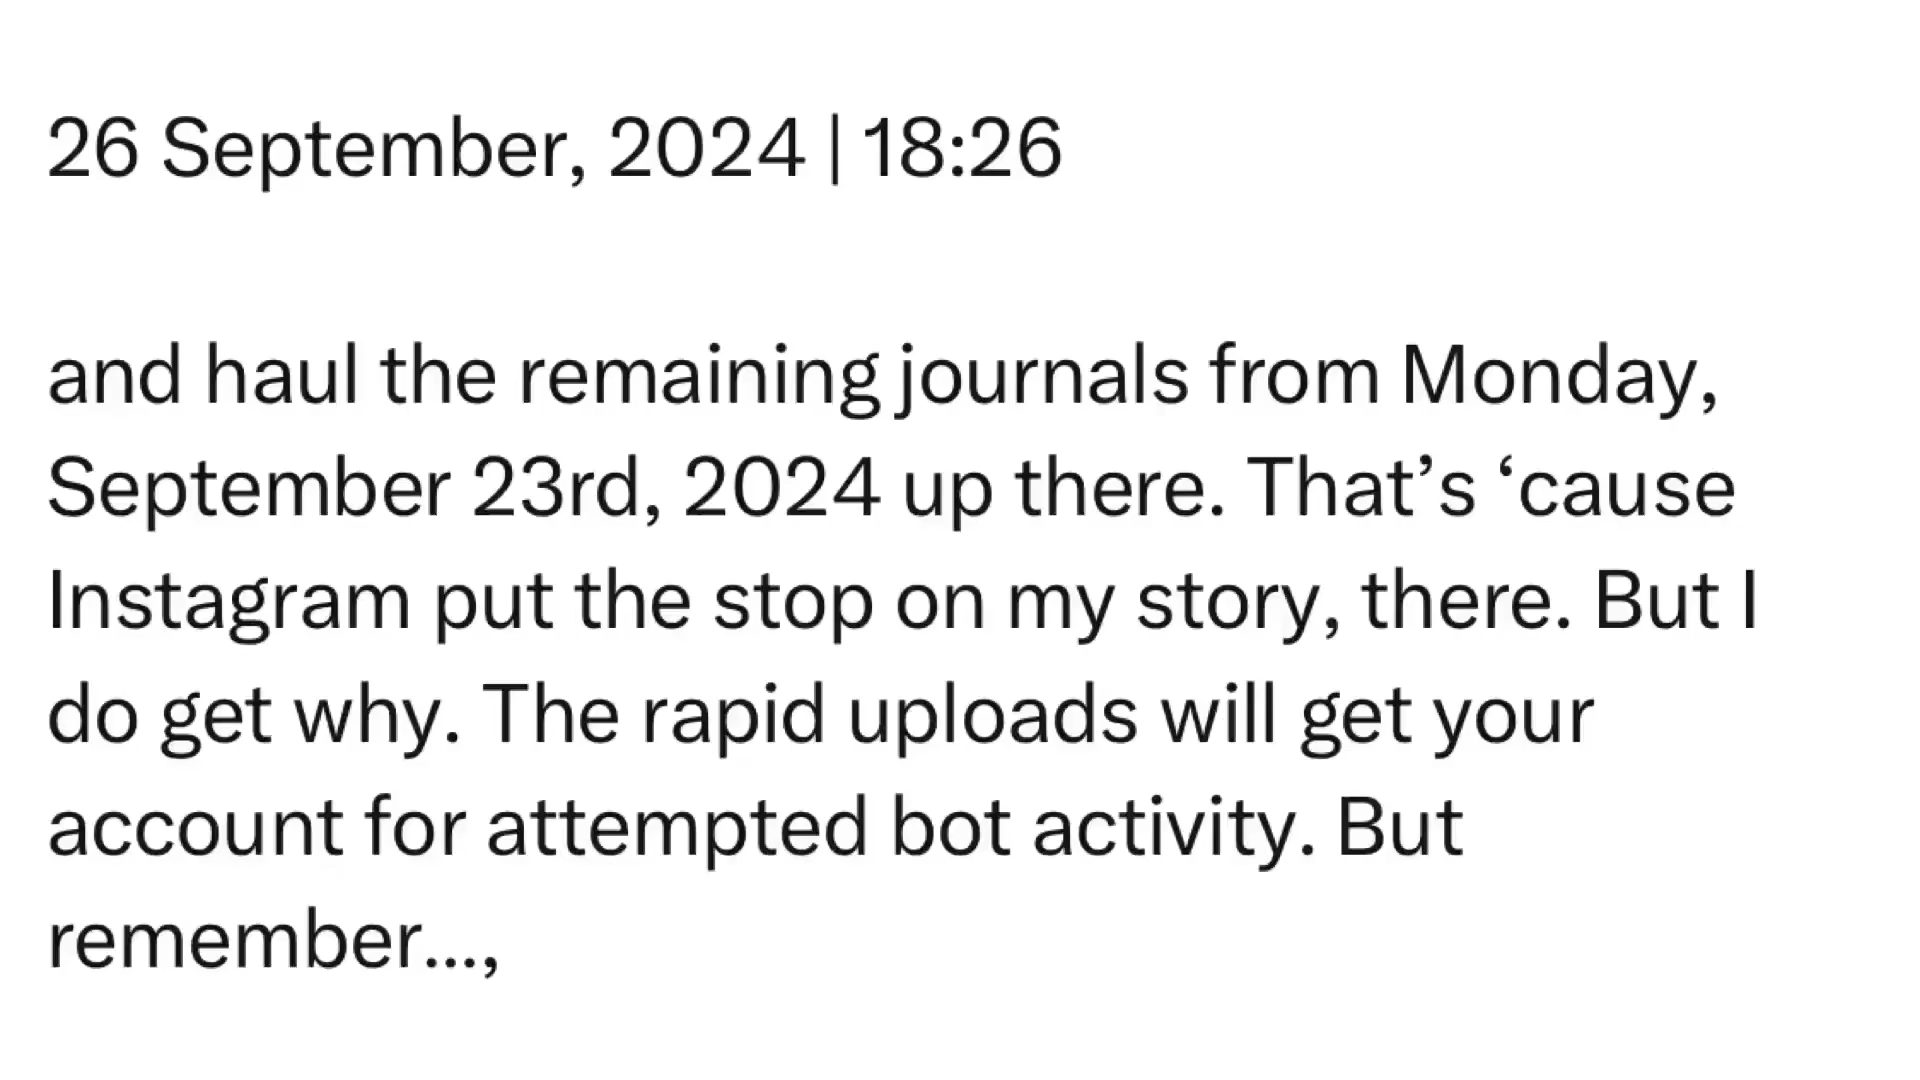 26 September, 2024 | 18:26
and haul the remaining journals from Monday,
September 23rd, 2024 up there. That’s ‘cause
Instagram put the stop on my story, there. But I
do get why. The rapid uploads will get your
account for attempted bot activity. But
remember...,